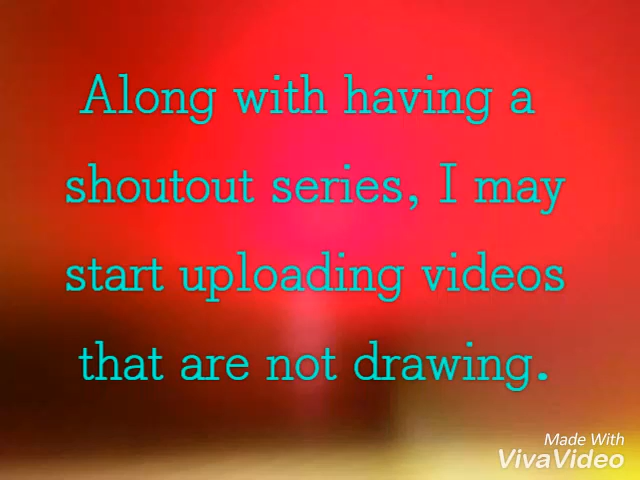 Along with having a
shoutout series, I may
start uploading videos
that are not drawing.
Made With
VivaVideo